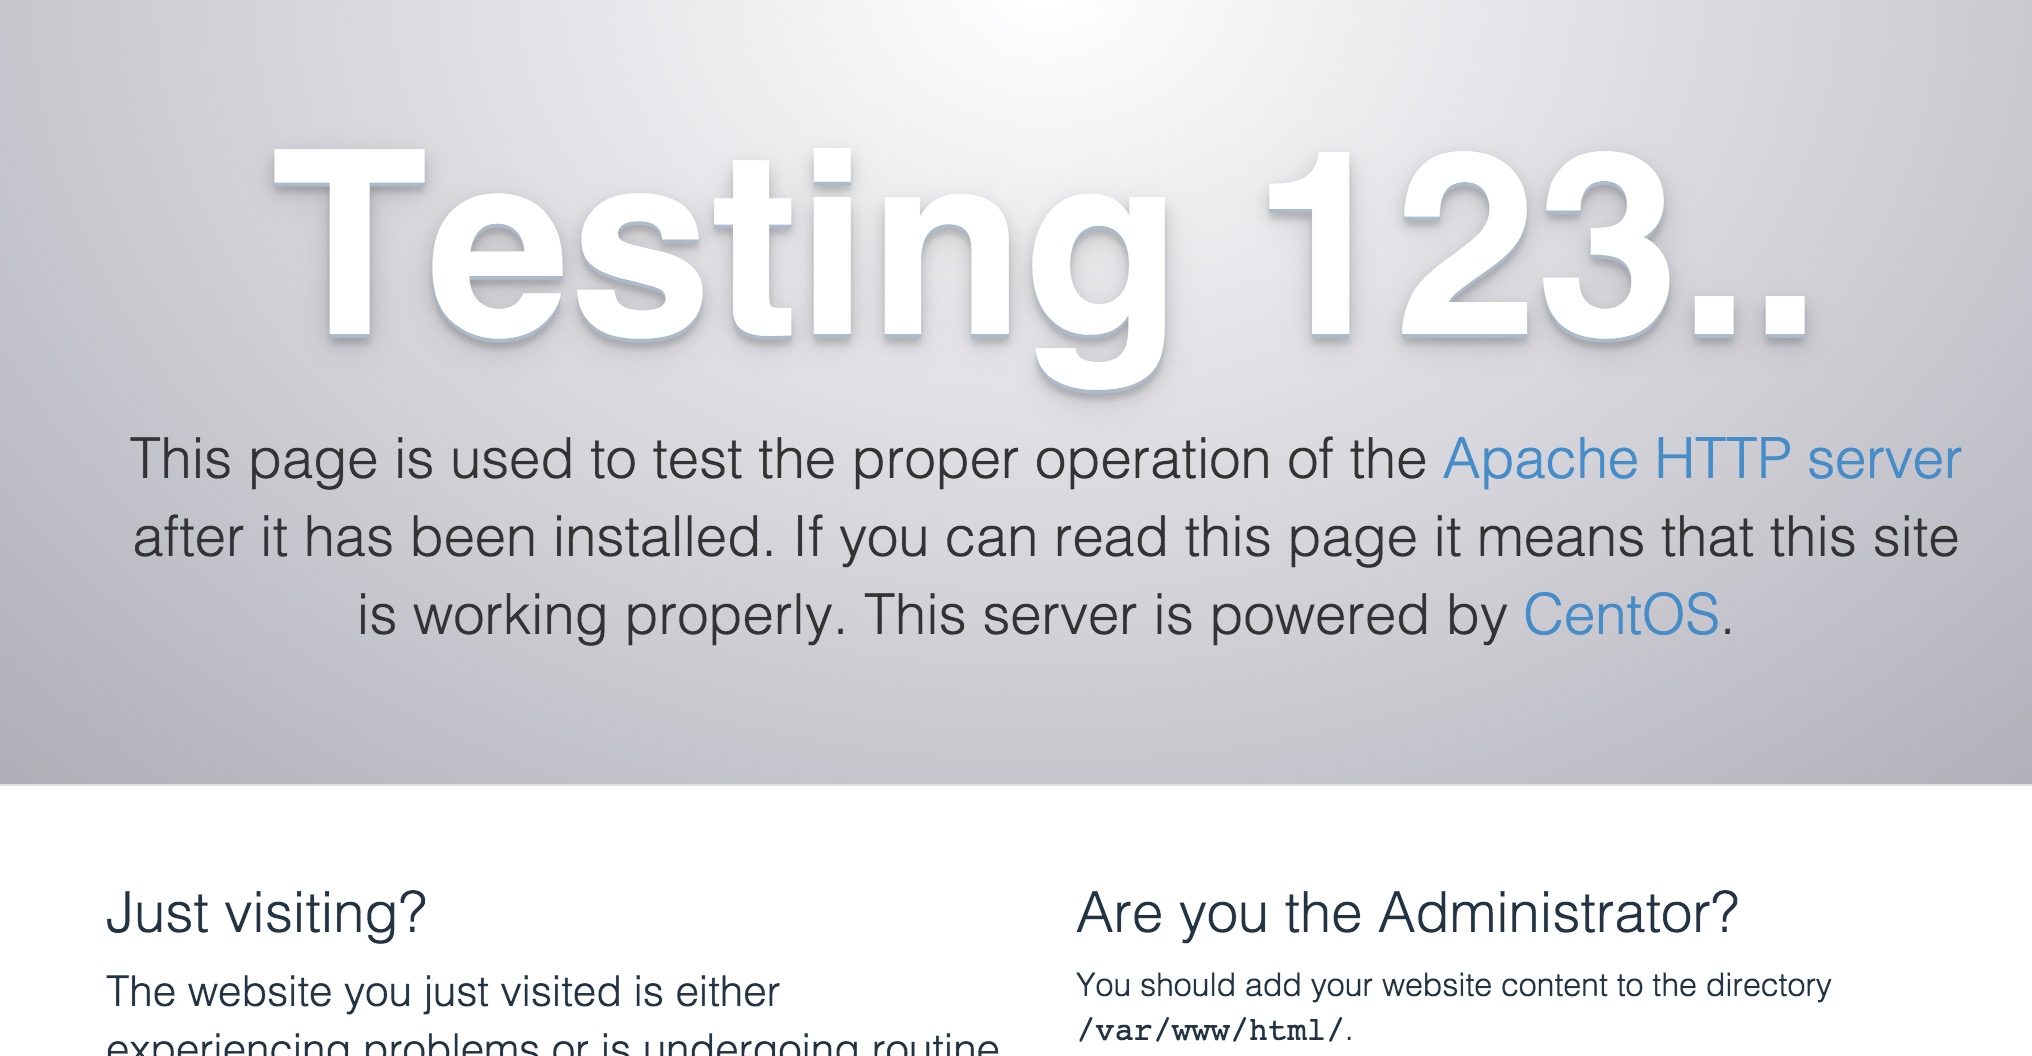 Testing 123..
This page is used to test the proper operation of the Apache HTTP server
after it has been installed. If you can read this page it means that this site
is working properly. This server is powered by CentOS.
Just visiting?
The website you just visited is either
experiencing problems or is undergoing routine
Are you the Administrator?
You should add your website content to the directory
/var/www/html/.